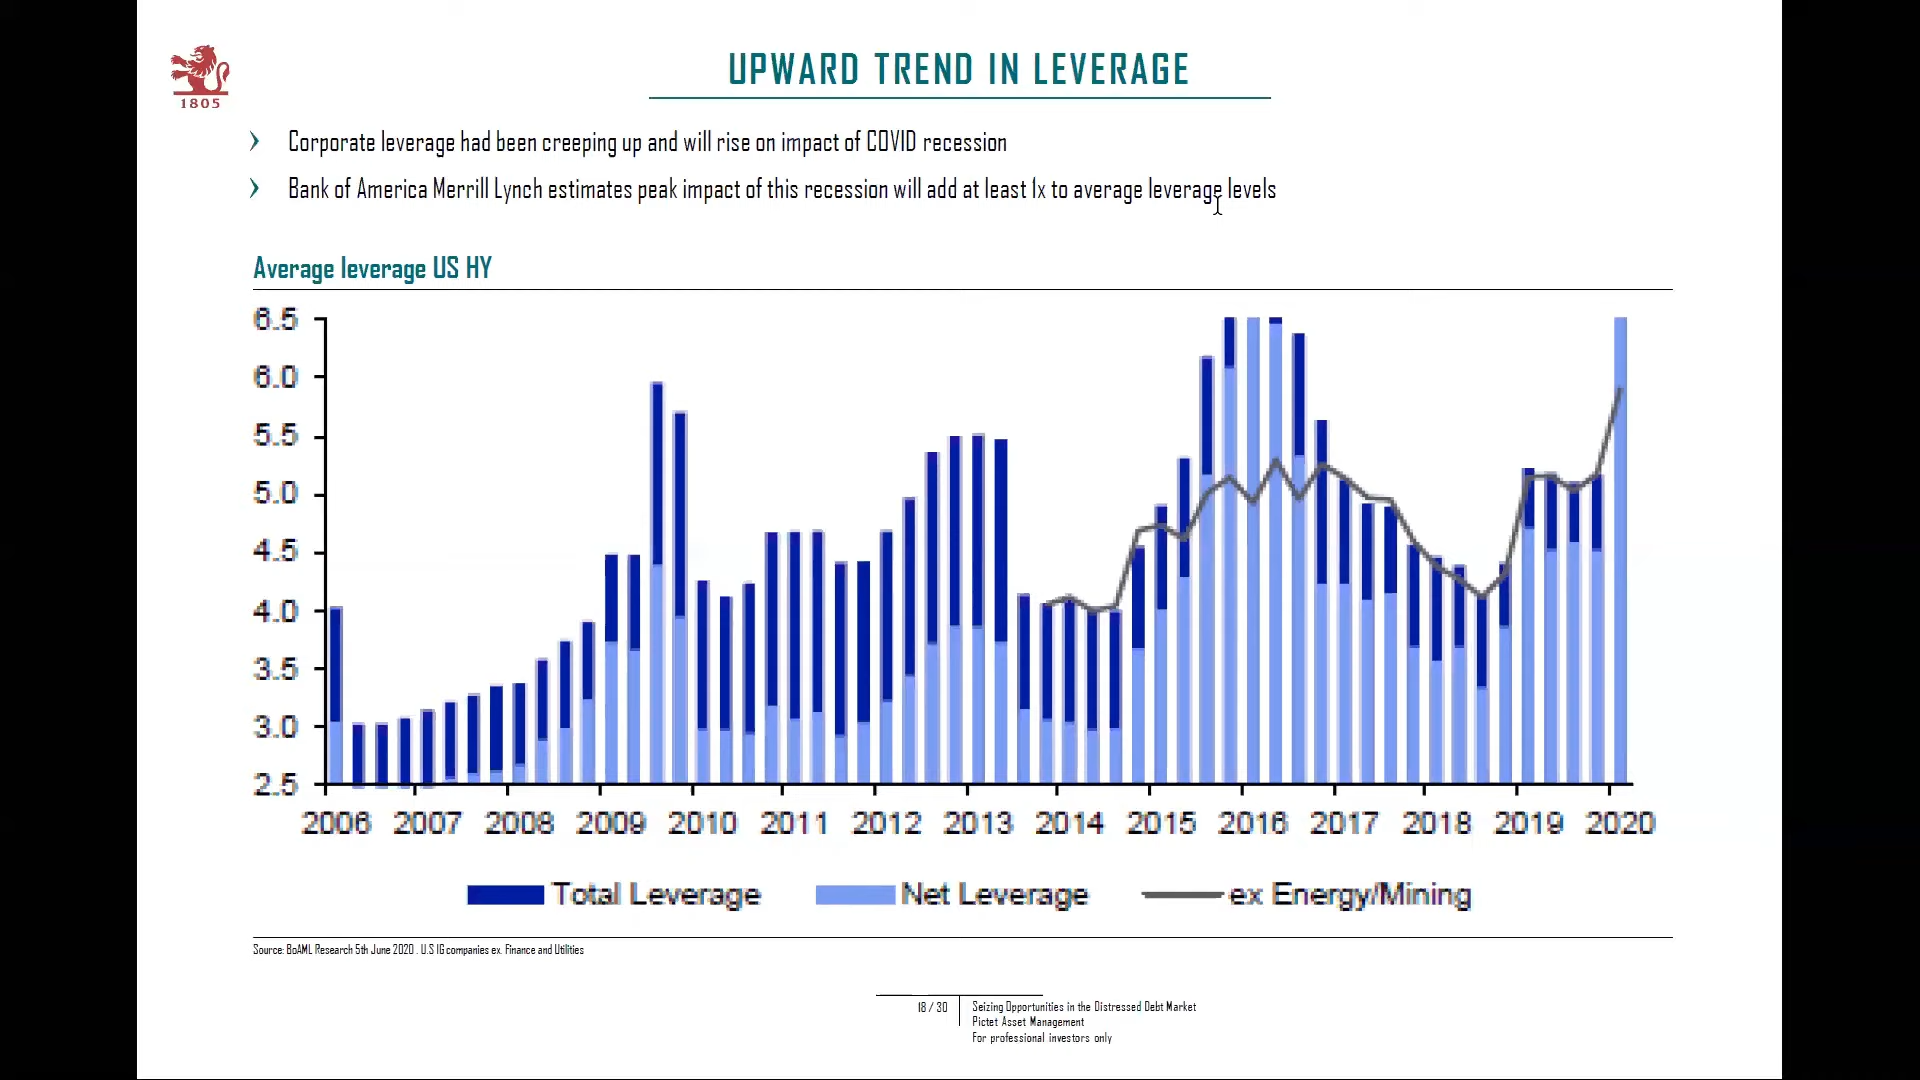 1805
UPWARD TREND IN LEVERAGE
Corporate leverage had been creeping up and will rise on impact of COVID recession
Bank of America Merrill Lynch estimates peak impact of this recession will add at least 1x to average leverage levels
Average leverage US HY
6.5
6.0
5.5
5.0
4.5
4.0
3.5
3.0
2.5
2006 2007 2008 2009 2010 2011 2012 2013 2014 2015 2016 2017 2018 2019 2020
Total Leverage Net Leverage ex Energy/Mining
Source: BoAML Research 5th June 2020 . U.S IG companies ex. Finance and Utilities
18 / 30
Seizing Opportunities in the Distressed Debt Market
Pictet Asset Management
For professional investors only